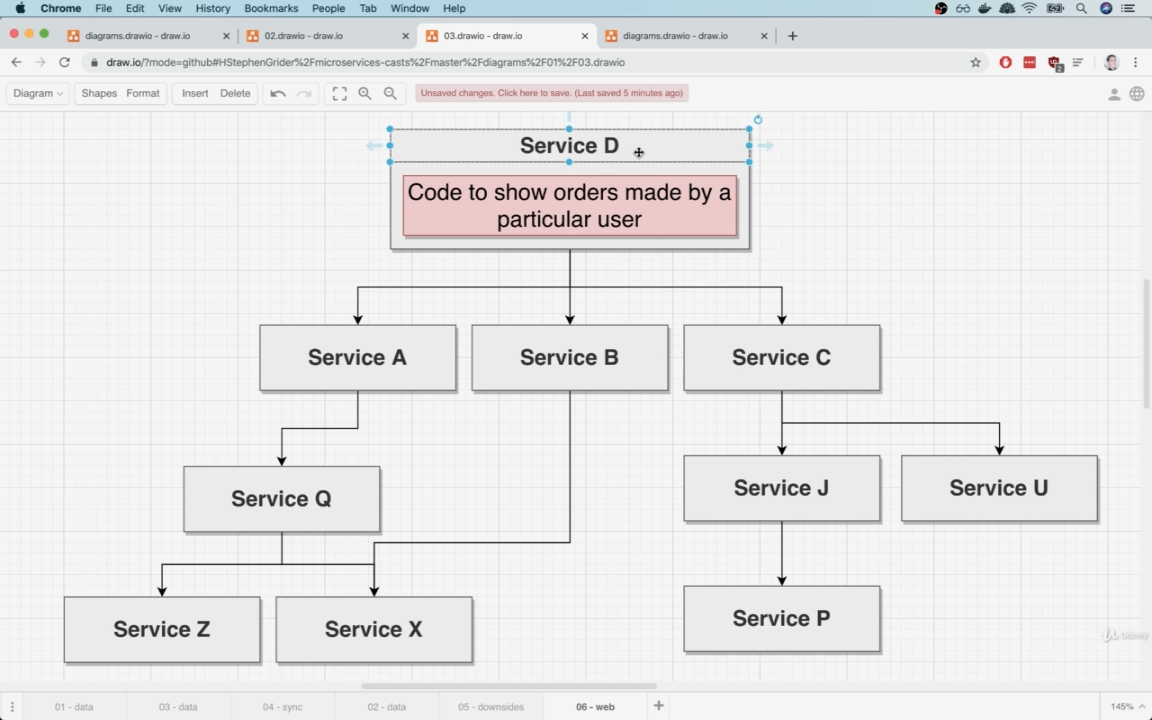 Chrome File Edit View History Bookmarks People Tab Window Help
diagrams.drawio - draw.io
02.drawio - draw.io
03.drawio - draw.io
diagrams.drawio - draw.io
draw.io/?mode=github#HStephenGrider%2Fmicroservices-casts%2Fmaster%2Fdiagrams%2F01%2F03.drawio
Diagram Shapes Format Insert Delete
Unsaved changes. Click here to save. (Last saved 5 minutes ago)
Service D
Code to show orders made by a
particular user
Service A
Service B
Service C
Service Q
Service J
Service U
Service Z
Service X
Service P
Udemy
01 - data
03 - data
04 - sync
02 - data
05 - downsides
06 - web
145%